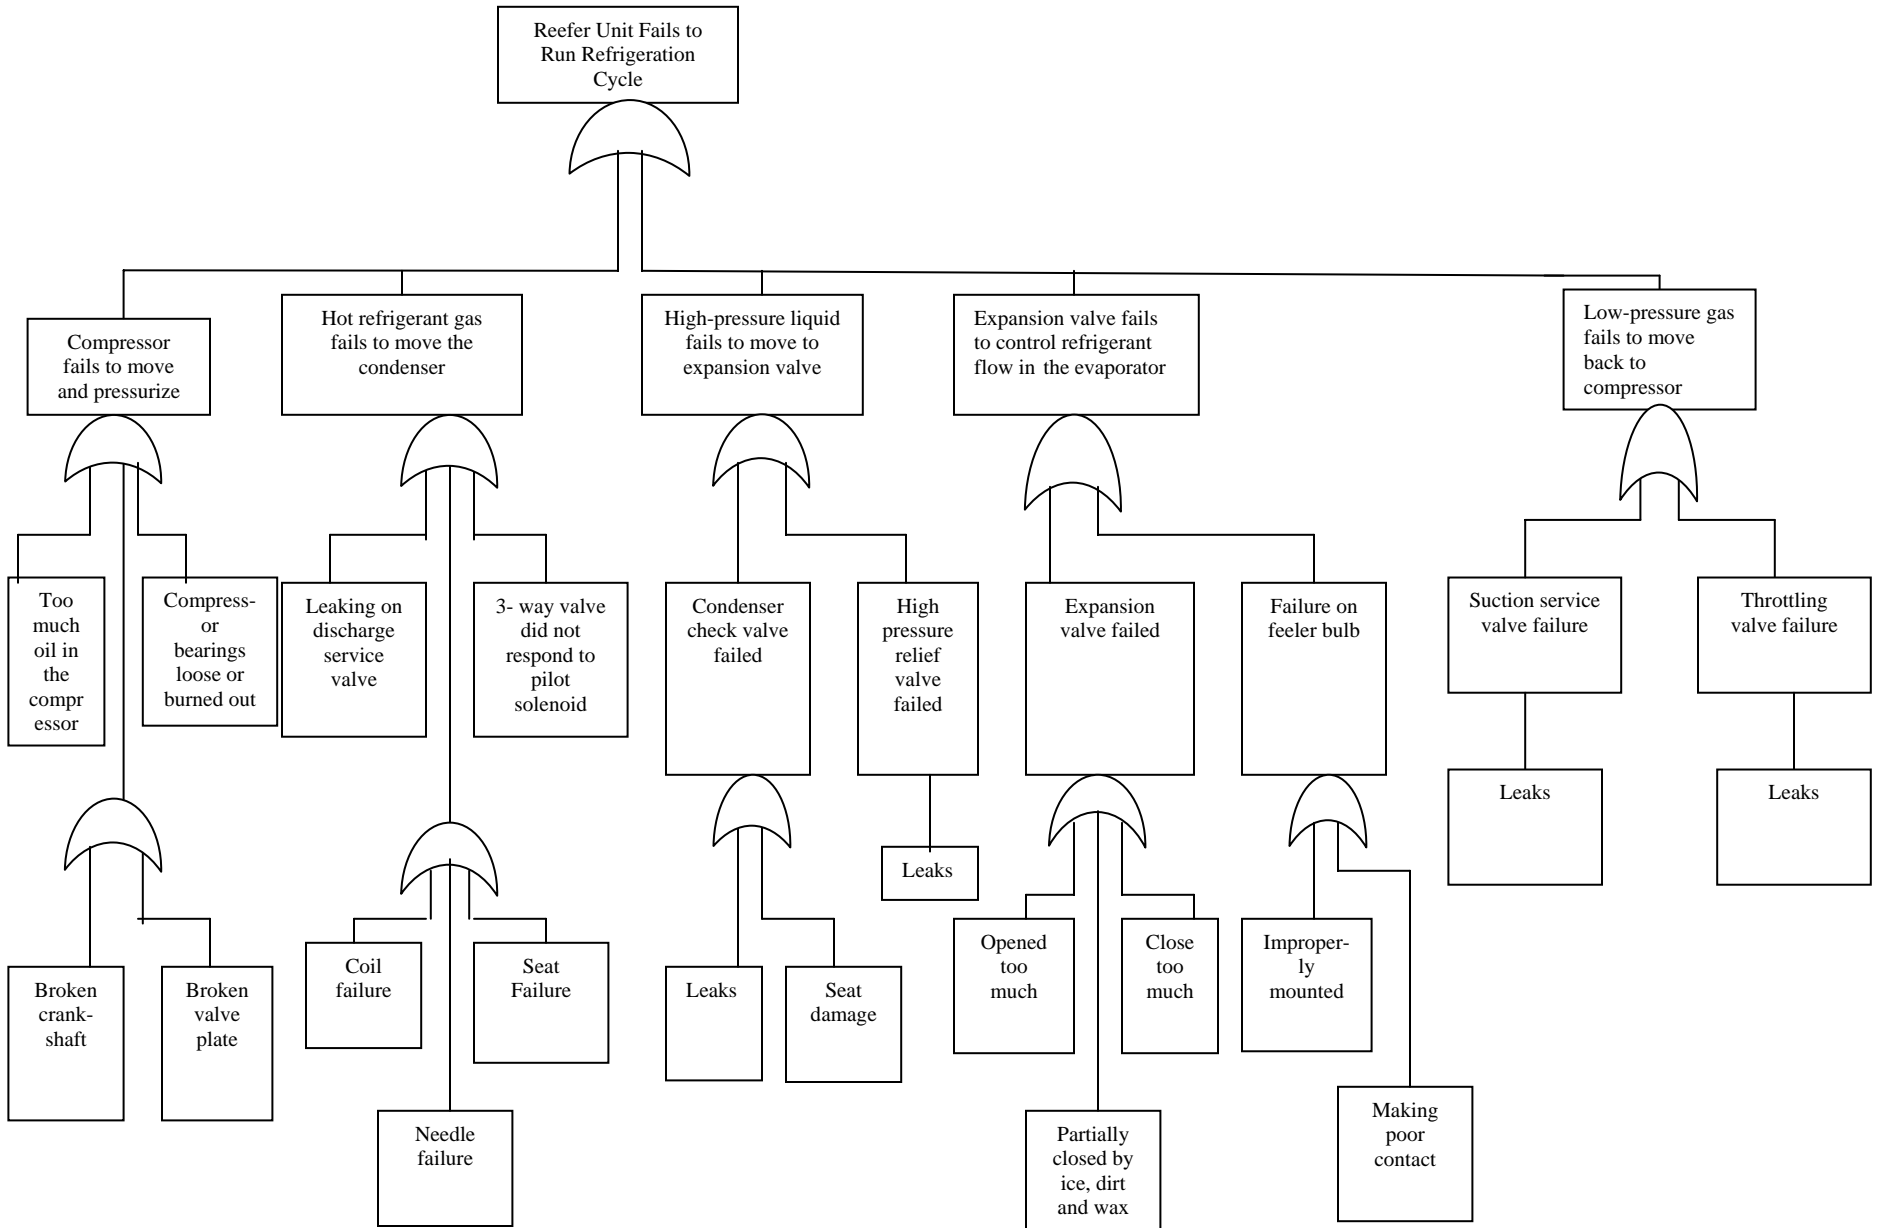 Reefer Unit Fails to
Run Refrigeration
Cycle
Compressor
fails to move
and pressurize
Hot refrigerant gas
fails to move the
condenser
High-pressure liquid
fails to move to
expansion valve
Expansion valve fails
to control refrigerant
flow in the evaporator
Low-pressure gas
fails to move
back to
compressor
Too
much
oil in
the
compr
essor
Compress-
or
bearings
loose or
burned out
Leaking on
discharge
service
valve
3- way valve
did not
respond to
pilot
solenoid
Condenser
check valve
failed
High
pressure
relief
valve
failed
Expansion
valve failed
Failure on
feeler bulb
Suction service
valve failure
Throttling
valve failure
Leaks
Leaks
Leaks
Broken
crank-
shaft
Broken
valve
plate
Coil
failure
Seat
Failure
Needle
failure
Leaks
Seat
damage
Opened
too
much
Close
too
much
Improper-
ly
mounted
Partially
closed by
ice, dirt
and wax
Making
poor
contact